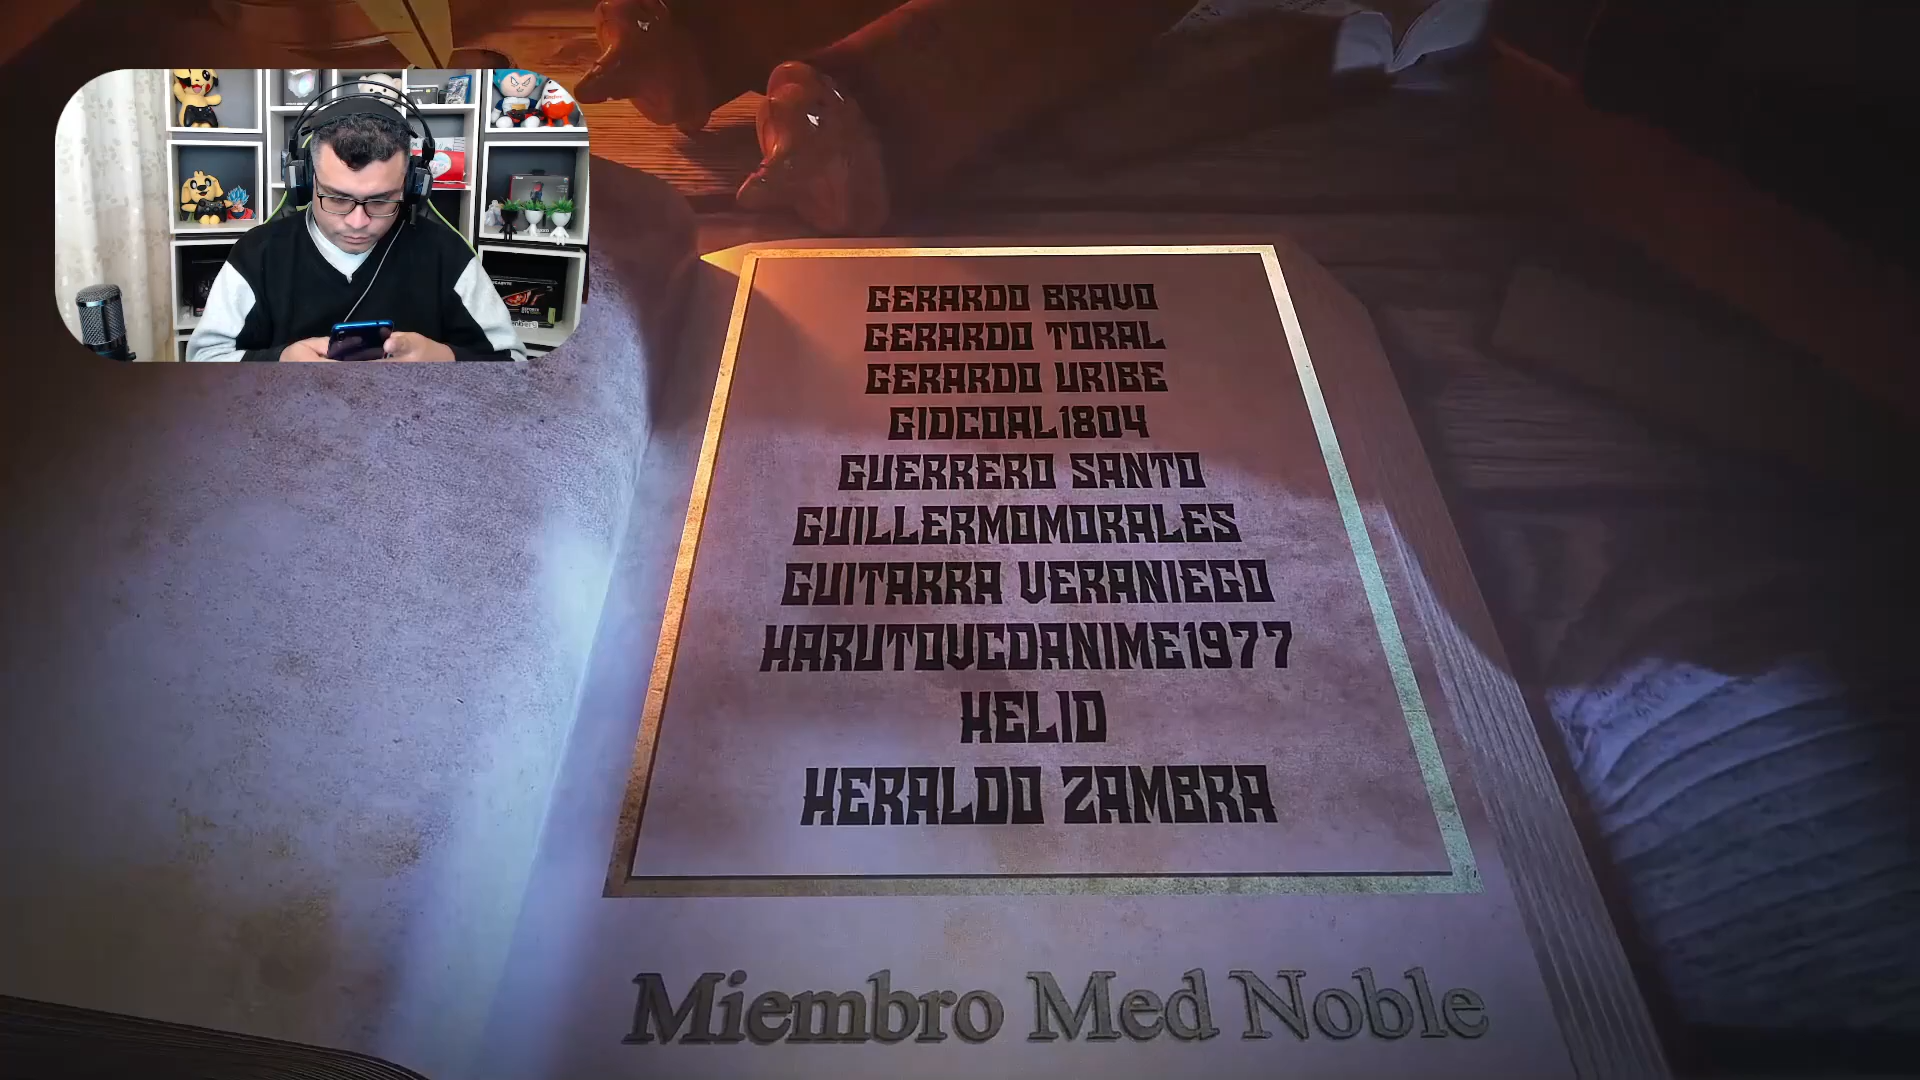 GERARDO BRAVO
GERARDO TORAL
GERARDO URIBE
GIDCOAL1804
GUERRERO SANTO
GUILLERMOMORALES
GUITARRA VERANIEGO
HARUTOVCDANIME1977
HELIO
HERALDO ZAMBRA
Miembro Med Noble